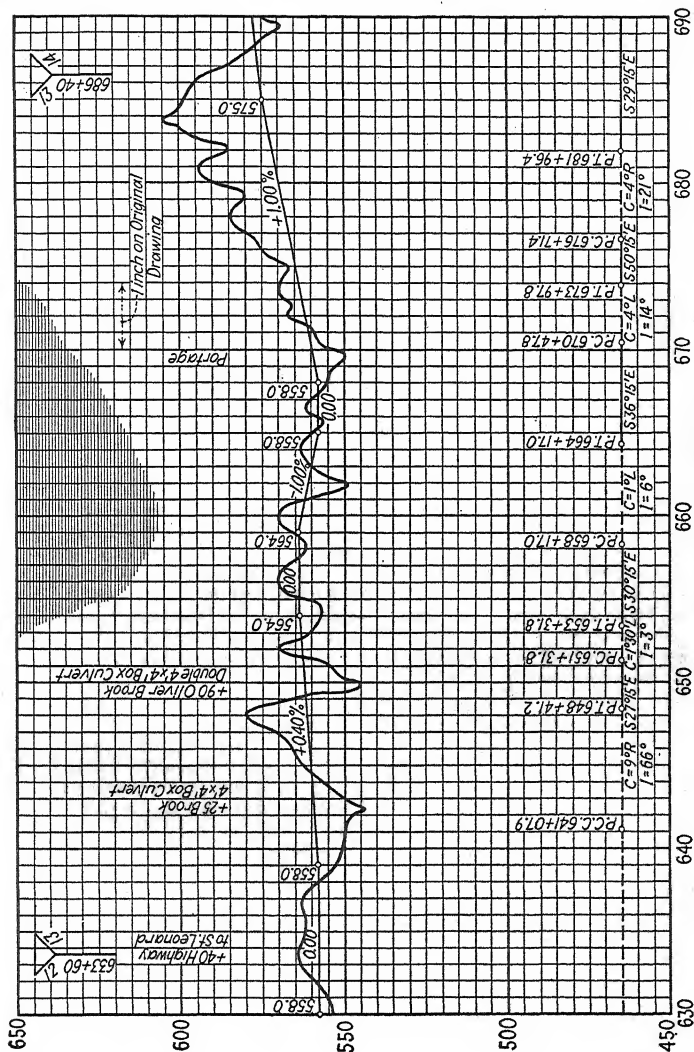 650
600
550
500
450
12 13
633+60
+40 Highway
to St. Leonard
+25 Brook
4'x4' Box Culvert
+90 Oliver Brook
Double 4'x4' Box Culvert
Portage
1 inch on Original
Drawing
13 14
686+40
558.0
0.00
558.0
+0.40%
564.0
0.00
564.0
-1.00%
558.0
0.00
558.0
+1.00%
575.0
P.C.C. 641+07.9
P.T. 648+41.2
P.C. 651+31.8
P.T. 653+31.8
P.C. 658+17.0
P.T. 664+17.0
P.C. 670+47.8
P.T. 673+97.8
P.C. 676+71.4
P.T. 681+96.4
C=9°R
I=66°
S27°15'E
C=1°30'L
I=3°
S30°15'E
C=1°L
I=6°
S36°15'E
C=4°L
I=14°
S50°15'E
C=4°R
I=21°
S29°15'E
630
640
650
660
670
680
690